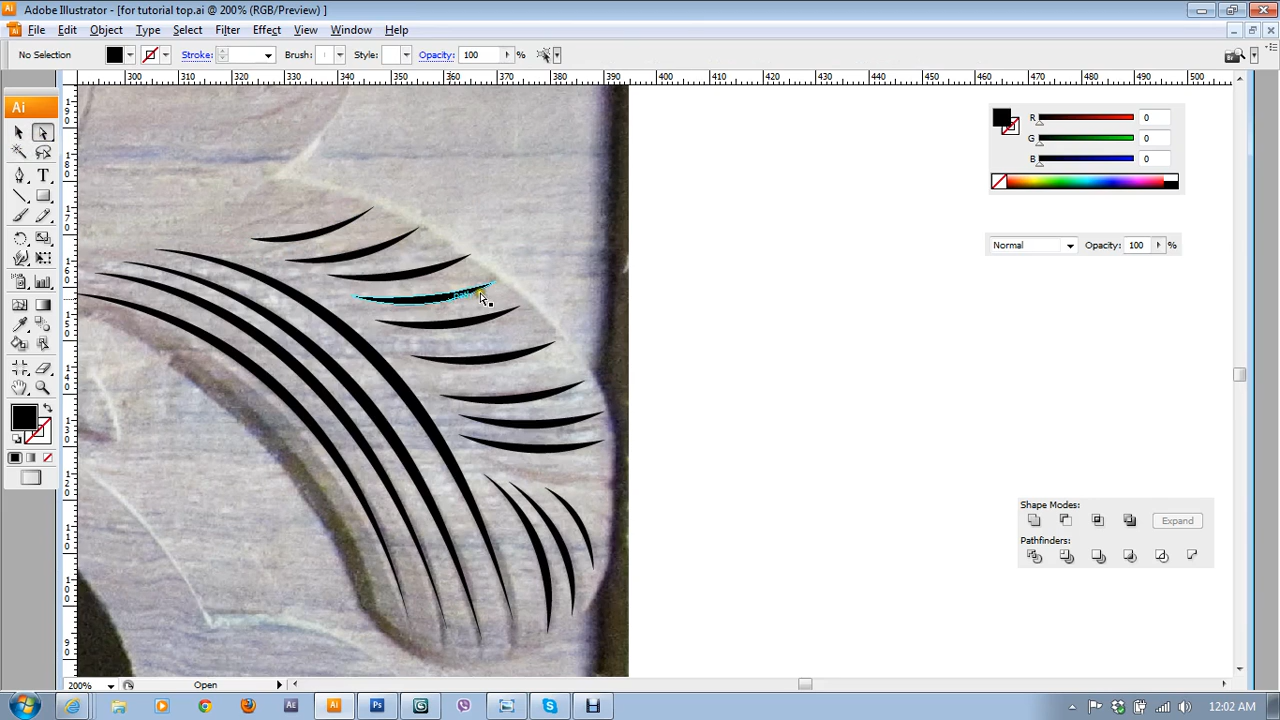 Adobe Illustrator - [for tutorial top.ai @ 200% (RGB/Preview) ]
File Edit Object Type Select Filter Effect View Window Help
No Selection Stroke: Brush: Style: Opacity: 100 %
300 310 320 330 340 350 360 370 380 390 400 410 420 430 440 450 460 470 480 490 500
Ai
R 0
G 0
B 0
Normal Opacity: 100 %
Shape Modes:
Expand
Pathfinders:
200% Open
12:02 AM